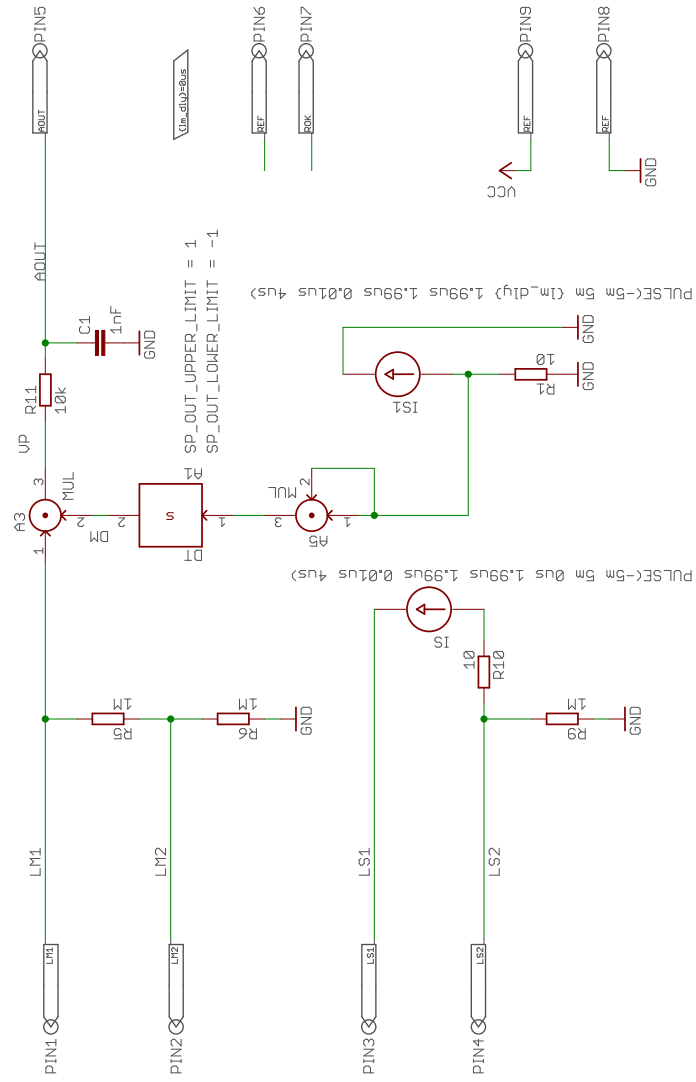 PIN5
AOUT
{lm_dly}=0us
PIN6
REF
PIN7
ROK
PIN9
REF
VCC
PIN8
REF
GND
AOUT
C1
1nF
GND
R11
10k
SP_OUT_UPPER_LIMIT = 1
SP_OUT_LOWER_LIMIT = -1
PULSE(-5m 5m {lm_dly} 1.99us 1.99us 0.01us 4us)
GND
IS1
10
R1
GND
VP
A3
3
MUL
1
2
DM
2
A1
S
DT
1
3
MUL
2
A5
1
PULSE(-5m 5m 0us 1.99us 1.99us 0.01us 4us)
IS
10
R10
1M
R5
1M
R6
GND
1M
R9
GND
LM1
LM2
LS1
LS2
LM1
PIN1
LM2
PIN2
LS1
PIN3
LS2
PIN4